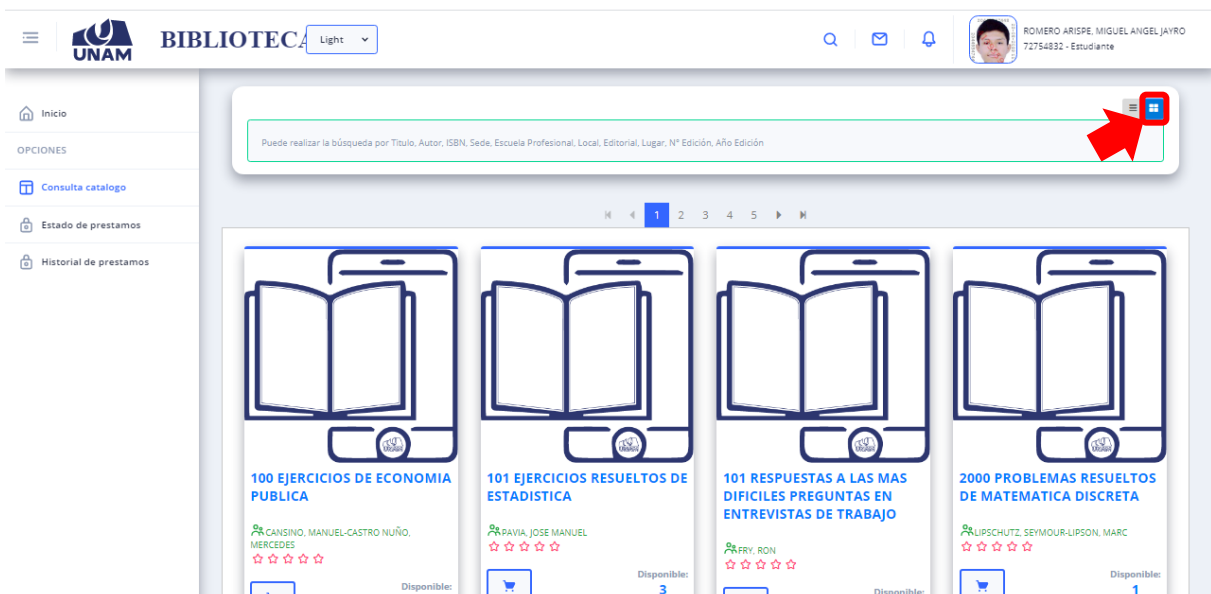 UNAM
BIBLIOTECA
Light
ROMERO ARISPE, MIGUEL ANGEL JAYRO
72754832 - Estudiante
Inicio
OPCIONES
Consulta catalogo
Estado de prestamos
Historial de prestamos
Puede realizar la búsqueda por Titulo, Autor, ISBN, Sede, Escuela Profesional, Local, Editorial, Lugar, N° Edición, Año Edición
1 2 3 4 5
100 EJERCICIOS DE ECONOMIA
PUBLICA
CANSINO, MANUEL-CASTRO NUÑO,
MERCEDES
Disponible:
101 EJERCICIOS RESUELTOS DE
ESTADISTICA
PAVIA, JOSE MANUEL
Disponible:
3
101 RESPUESTAS A LAS MAS
DIFICILES PREGUNTAS EN
ENTREVISTAS DE TRABAJO
FRY, RON
Disponible:
2000 PROBLEMAS RESUELTOS
DE MATEMATICA DISCRETA
LIPSCHUTZ, SEYMOUR-LIPSON, MARC
Disponible:
1